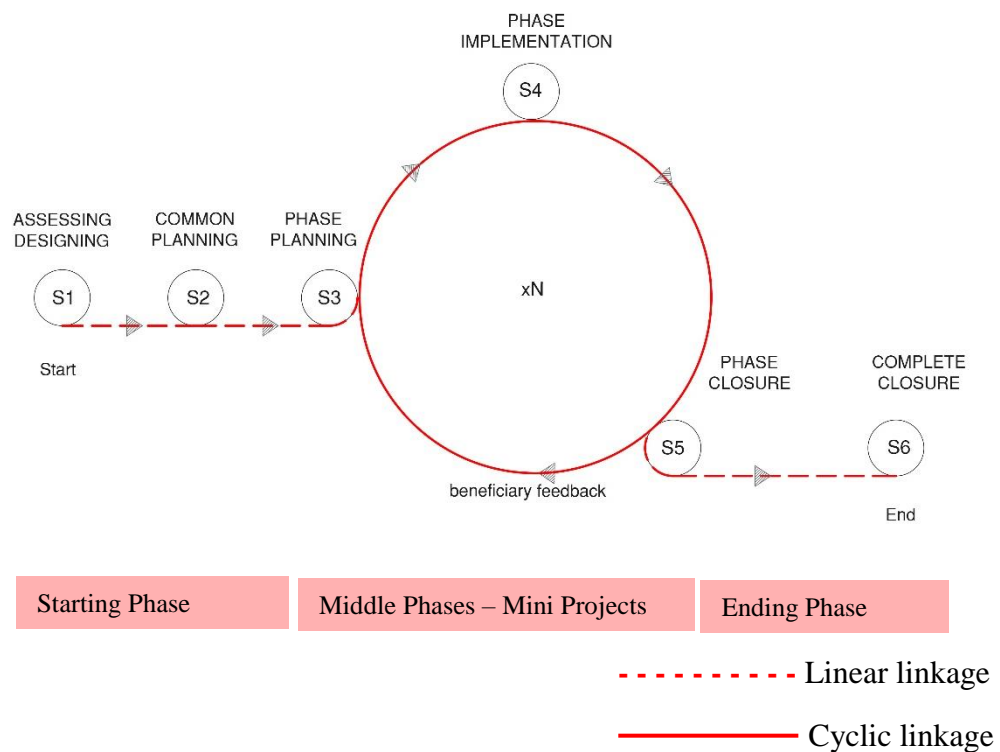 PHASE
IMPLEMENTATION
S4
ASSESSING
DESIGNING
COMMON
PLANNING
PHASE
PLANNING
S1
S2
S3
xN
Start
PHASE
CLOSURE
COMPLETE
CLOSURE
S5
S6
beneficiary feedback
End
Starting Phase
Middle Phases – Mini Projects
Ending Phase
Linear linkage
Cyclic linkage